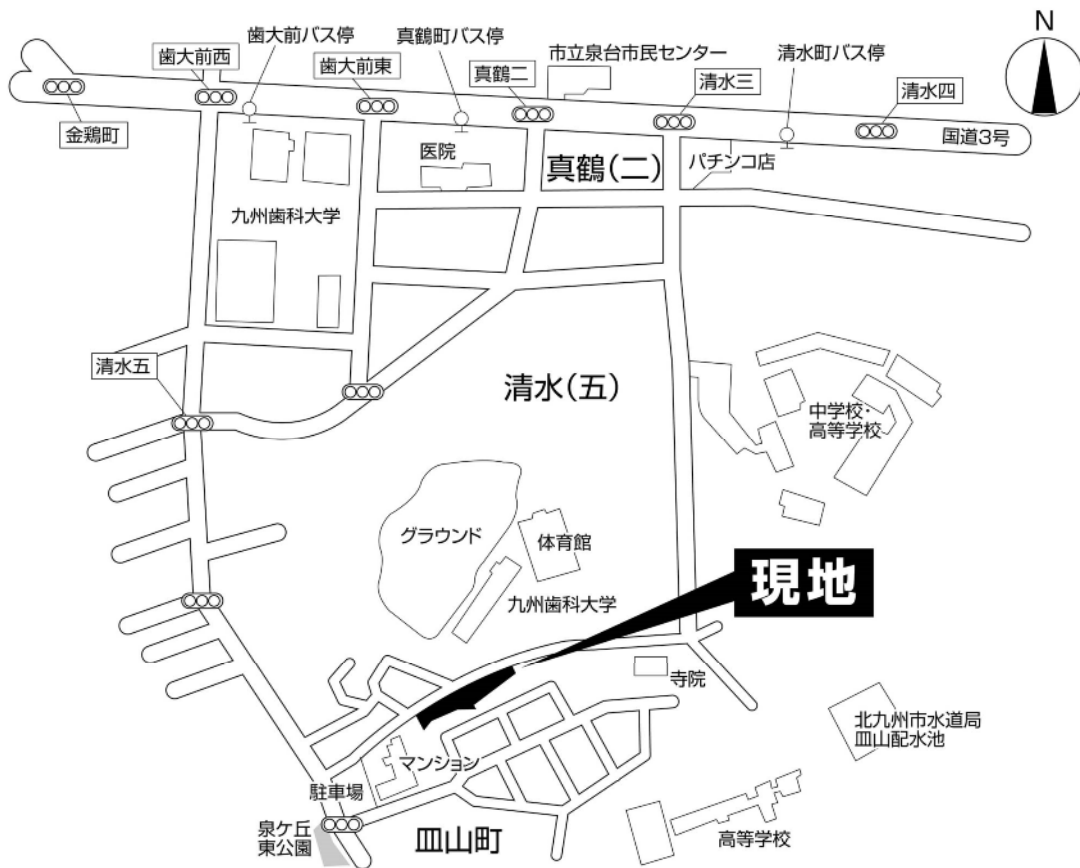 N
歯大前バス停
真鶴町バス停
市立泉台市民センター
清水町バス停
歯大前西
歯大前東
真鶴二
清水三
清水四
金鶏町
国道3号
医院
真鶴(二)
パチンコ店
九州歯科大学
清水五
清水(五)
中学校・
高等学校
グラウンド
体育館
現地
九州歯科大学
寺院
北九州市水道局
皿山配水池
マンション
駐車場
泉ケ丘
東公園
皿山町
高等学校